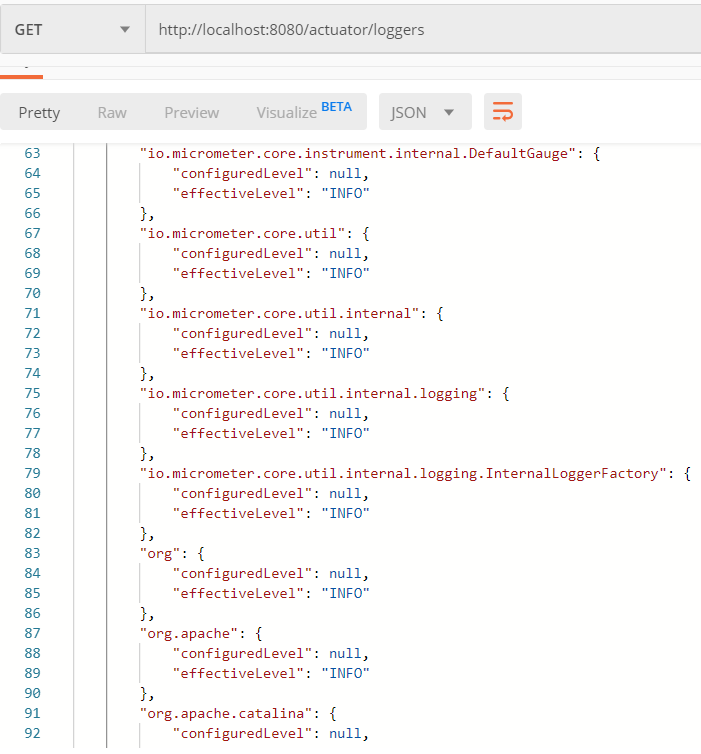 GET http://localhost:8080/actuator/loggers
Pretty Raw Preview Visualize BETA JSON
63 "io.micrometer.core.instrument.internal.DefaultGauge": {
64 "configuredLevel": null,
65 "effectiveLevel": "INFO"
66 },
67 "io.micrometer.core.util": {
68 "configuredLevel": null,
69 "effectiveLevel": "INFO"
70 },
71 "io.micrometer.core.util.internal": {
72 "configuredLevel": null,
73 "effectiveLevel": "INFO"
74 },
75 "io.micrometer.core.util.internal.logging": {
76 "configuredLevel": null,
77 "effectiveLevel": "INFO"
78 },
79 "io.micrometer.core.util.internal.logging.InternalLoggerFactory": {
80 "configuredLevel": null,
81 "effectiveLevel": "INFO"
82 },
83 "org": {
84 "configuredLevel": null,
85 "effectiveLevel": "INFO"
86 },
87 "org.apache": {
88 "configuredLevel": null,
89 "effectiveLevel": "INFO"
90 },
91 "org.apache.catalina": {
92 "configuredLevel": null,